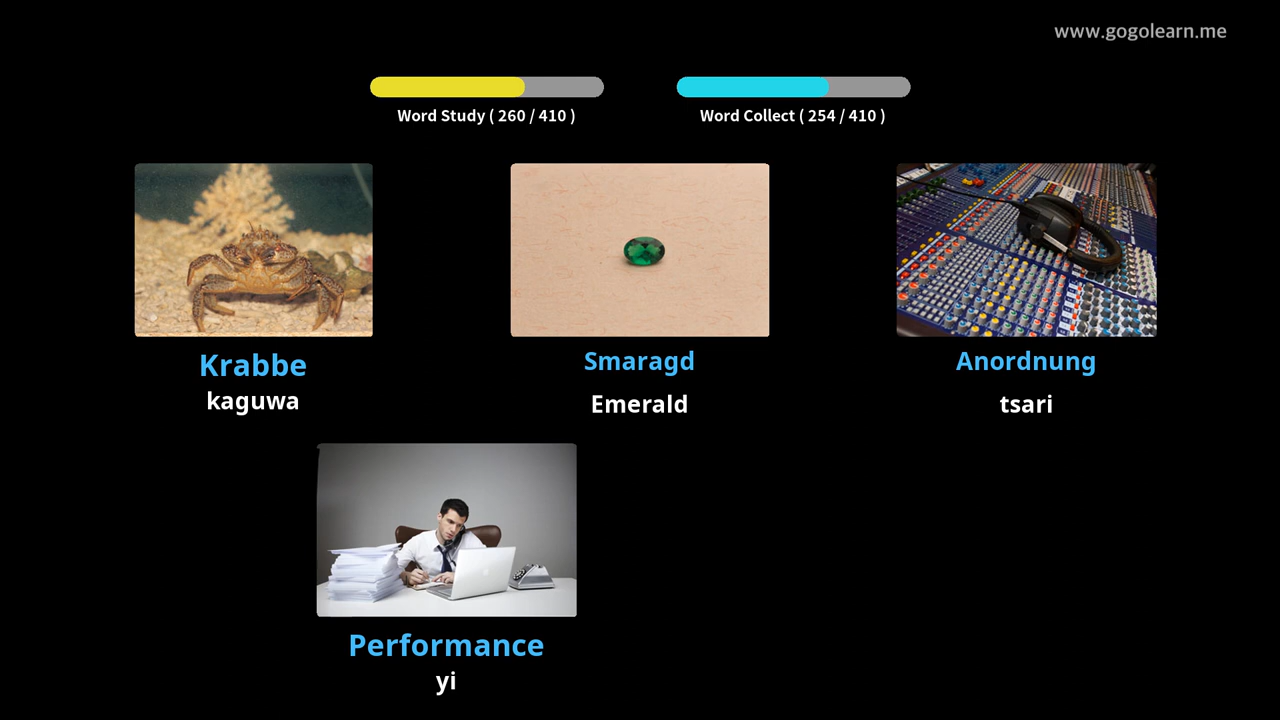 www.gogolearn.me
Word Study ( 260 / 410 )
Word Collect ( 254 / 410 )
Krabbe
kaguwa
Smaragd
Emerald
Anordnung
tsari
Performance
yi